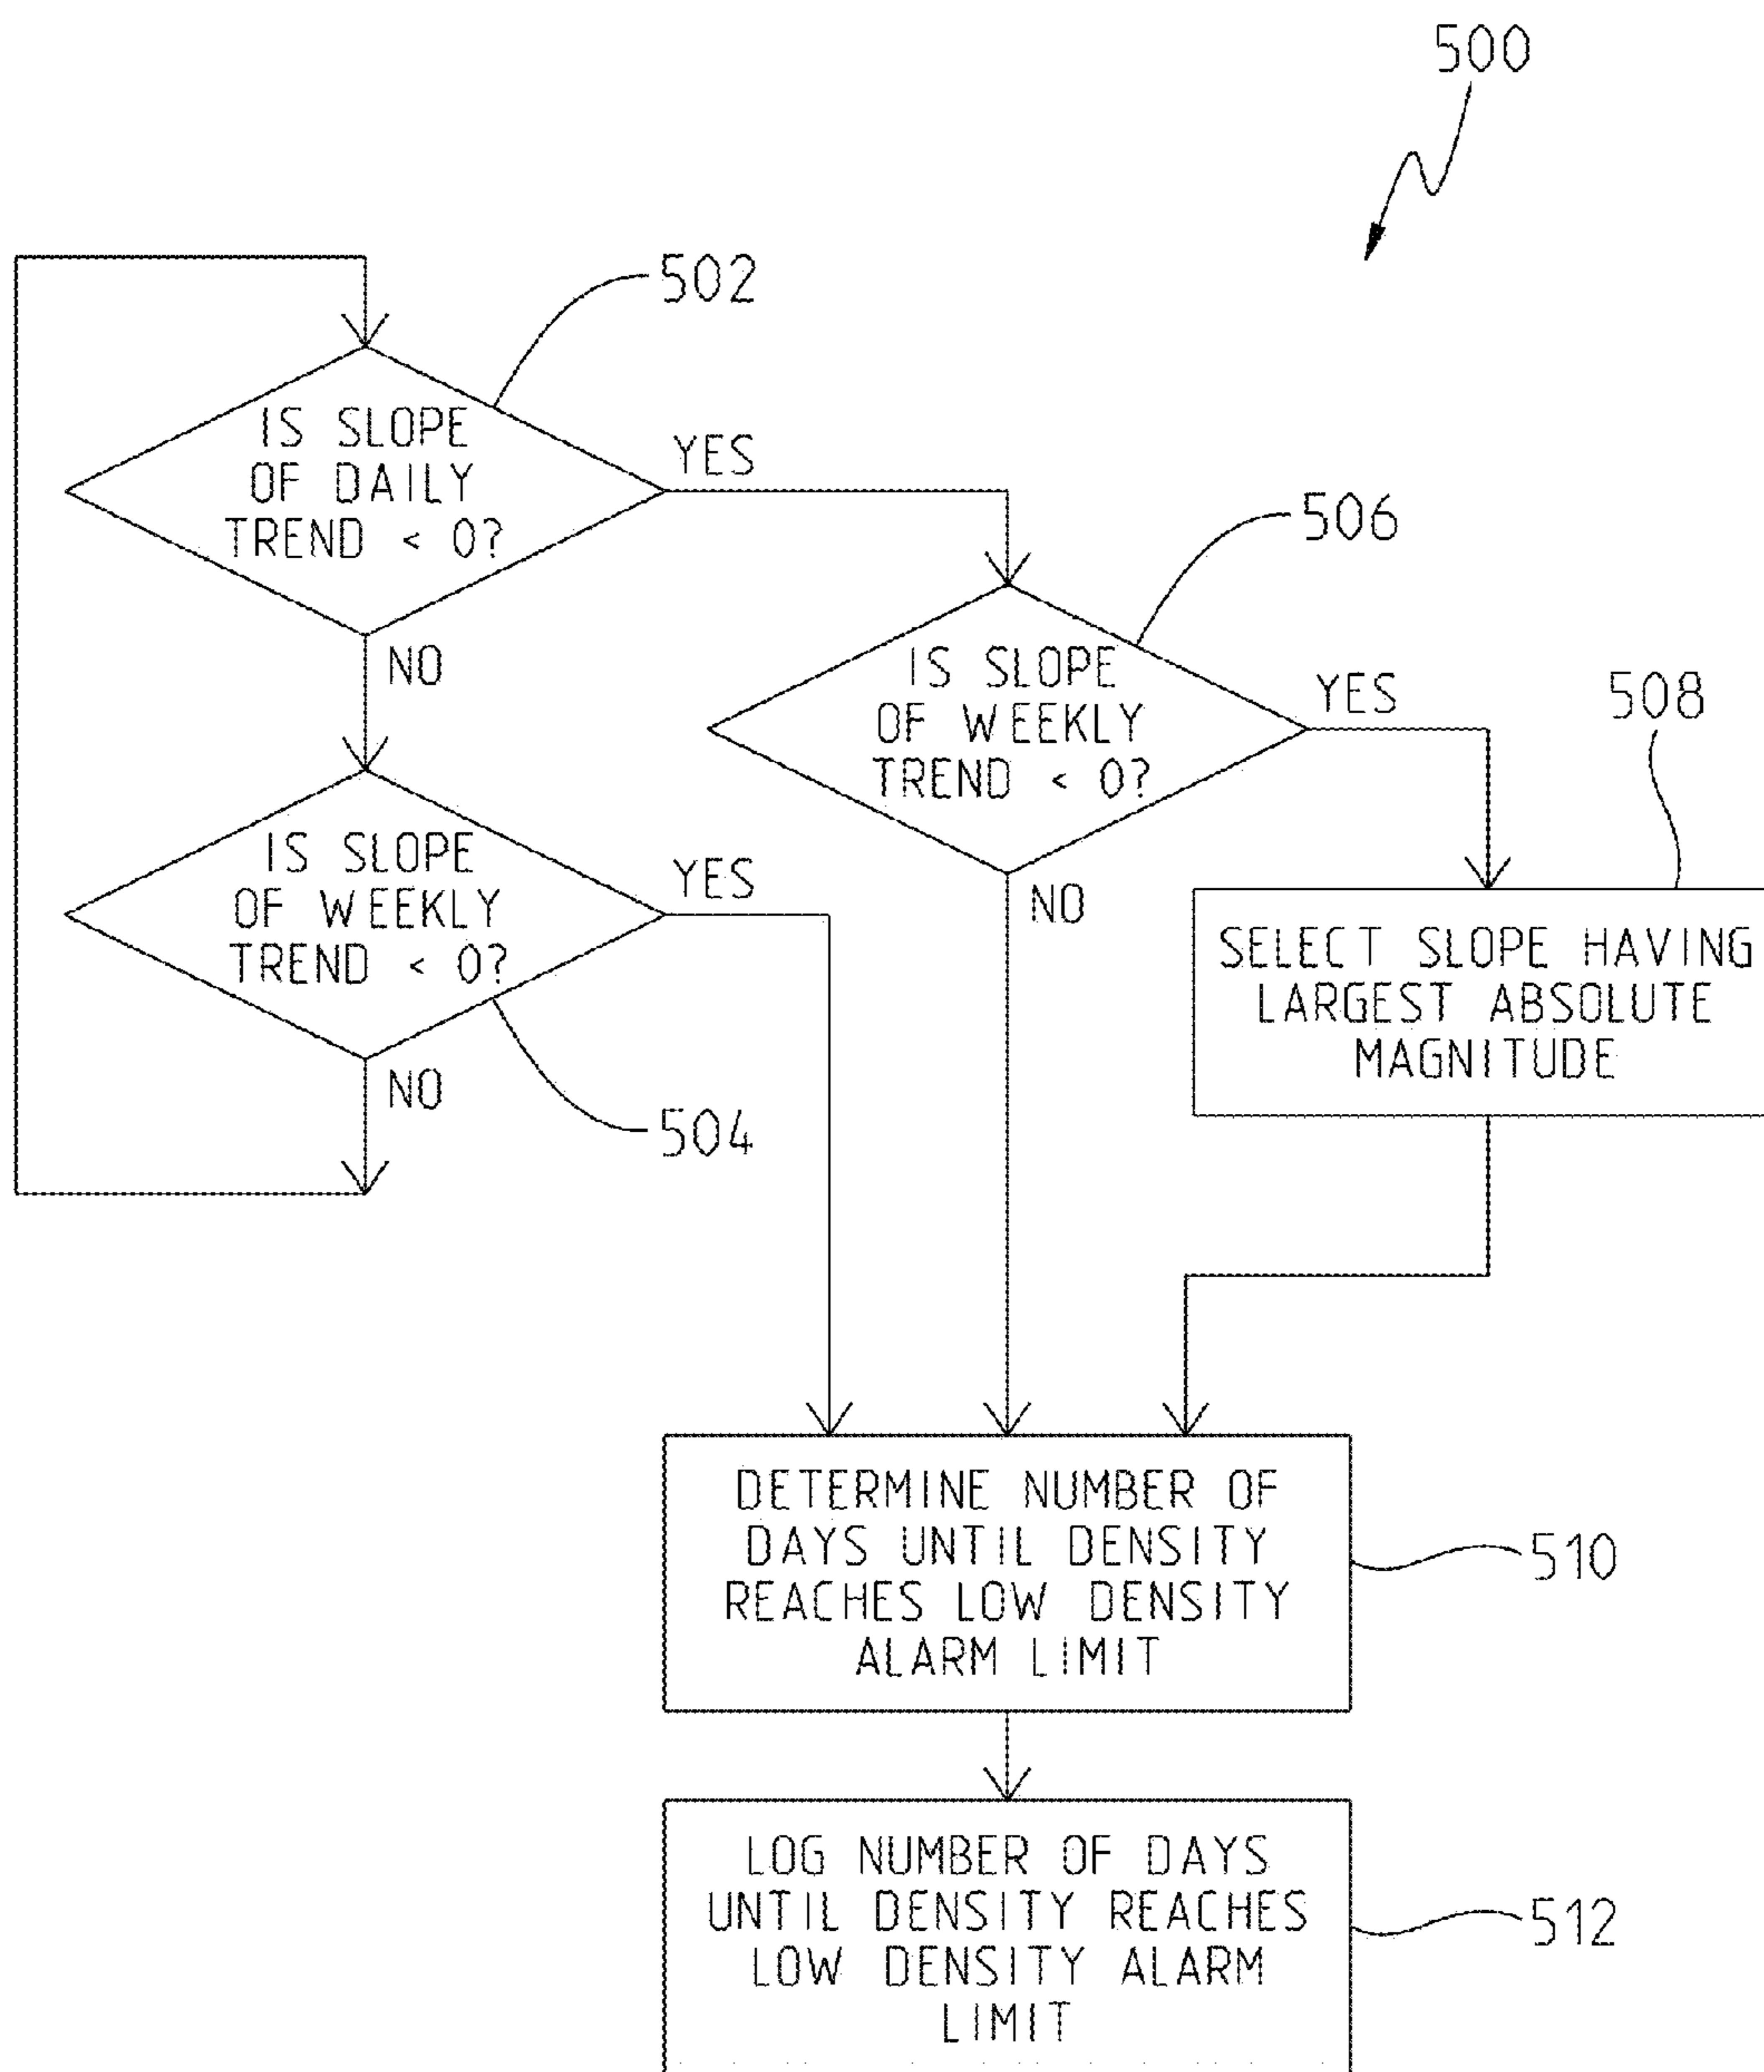 500
502
IS SLOPE
OF DAILY
TREND < 0?
YES
NO
506
IS SLOPE
OF WEEKLY
TREND < 0?
YES
NO
508
SELECT SLOPE HAVING
LARGEST ABSOLUTE
MAGNITUDE
IS SLOPE
OF WEEKLY
TREND < 0?
YES
NO
504
DETERMINE NUMBER OF
DAYS UNTIL DENSITY
REACHES LOW DENSITY
ALARM LIMIT
510
LOG NUMBER OF DAYS
UNTIL DENSITY REACHES
LOW DENSITY ALARM
LIMIT
512